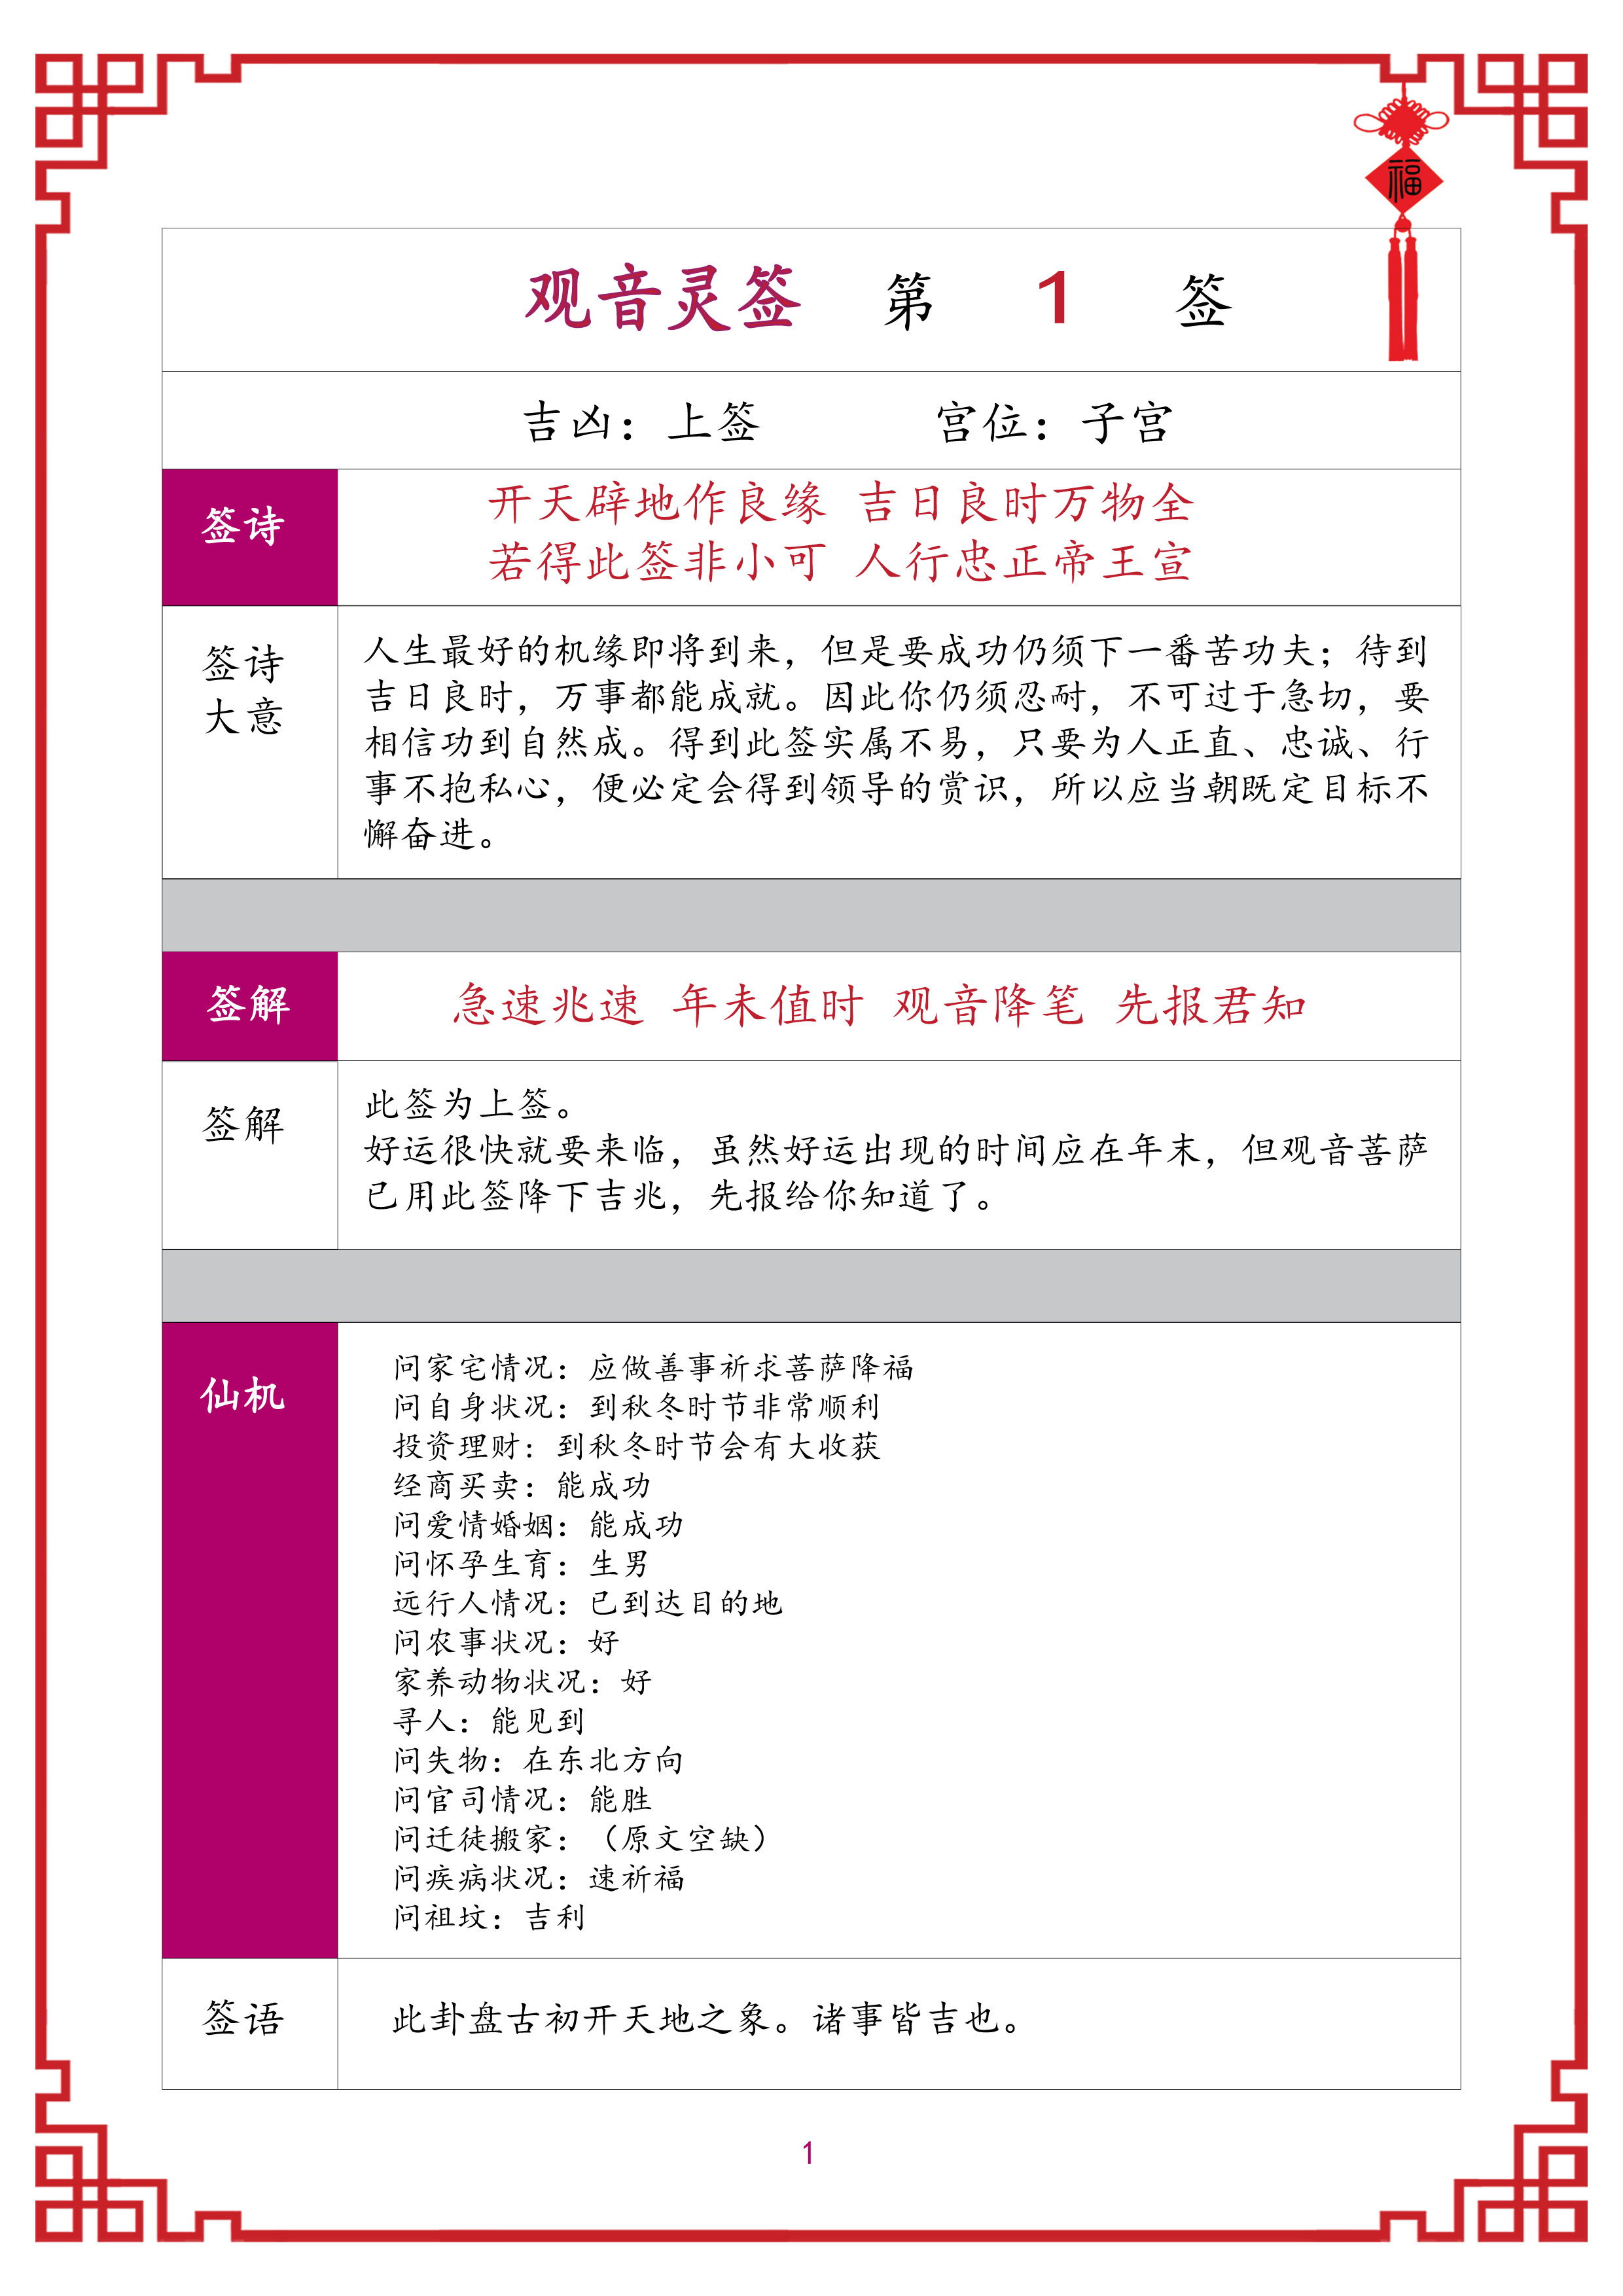 福
观音灵签 第 1 签
吉凶：上签 宫位：子宫
签诗
开天辟地作良缘 吉日良时万物全
若得此签非小可 人行忠正帝王宣
签诗
大意
人生最好的机缘即将到来，但是要成功仍须下一番苦功夫；待到
吉日良时，万事都能成就。因此你仍须忍耐，不可过于急切，要
相信功到自然成。得到此签实属不易，只要为人正直、忠诚、行
事不抱私心，便必定会得到领导的赏识，所以应当朝既定目标不
懈奋进。
签解
急速兆速 年未值时 观音降笔 先报君知
签解
此签为上签。
好运很快就要来临，虽然好运出现的时间应在年末，但观音菩萨
已用此签降下吉兆，先报给你知道了。
仙机
问家宅情况：应做善事祈求菩萨降福
问自身状况：到秋冬时节非常顺利
投资理财：到秋冬时节会有大收获
经商买卖：能成功
问爱情婚姻：能成功
问怀孕生育：生男
远行人情况：已到达目的地
问农事状况：好
家养动物状况：好
寻人：能见到
问失物：在东北方向
问官司情况：能胜
问迁徒搬家：（原文空缺）
问疾病状况：速祈福
问祖坟：吉利
签语
此卦盘古初开天地之象。诸事皆吉也。
1